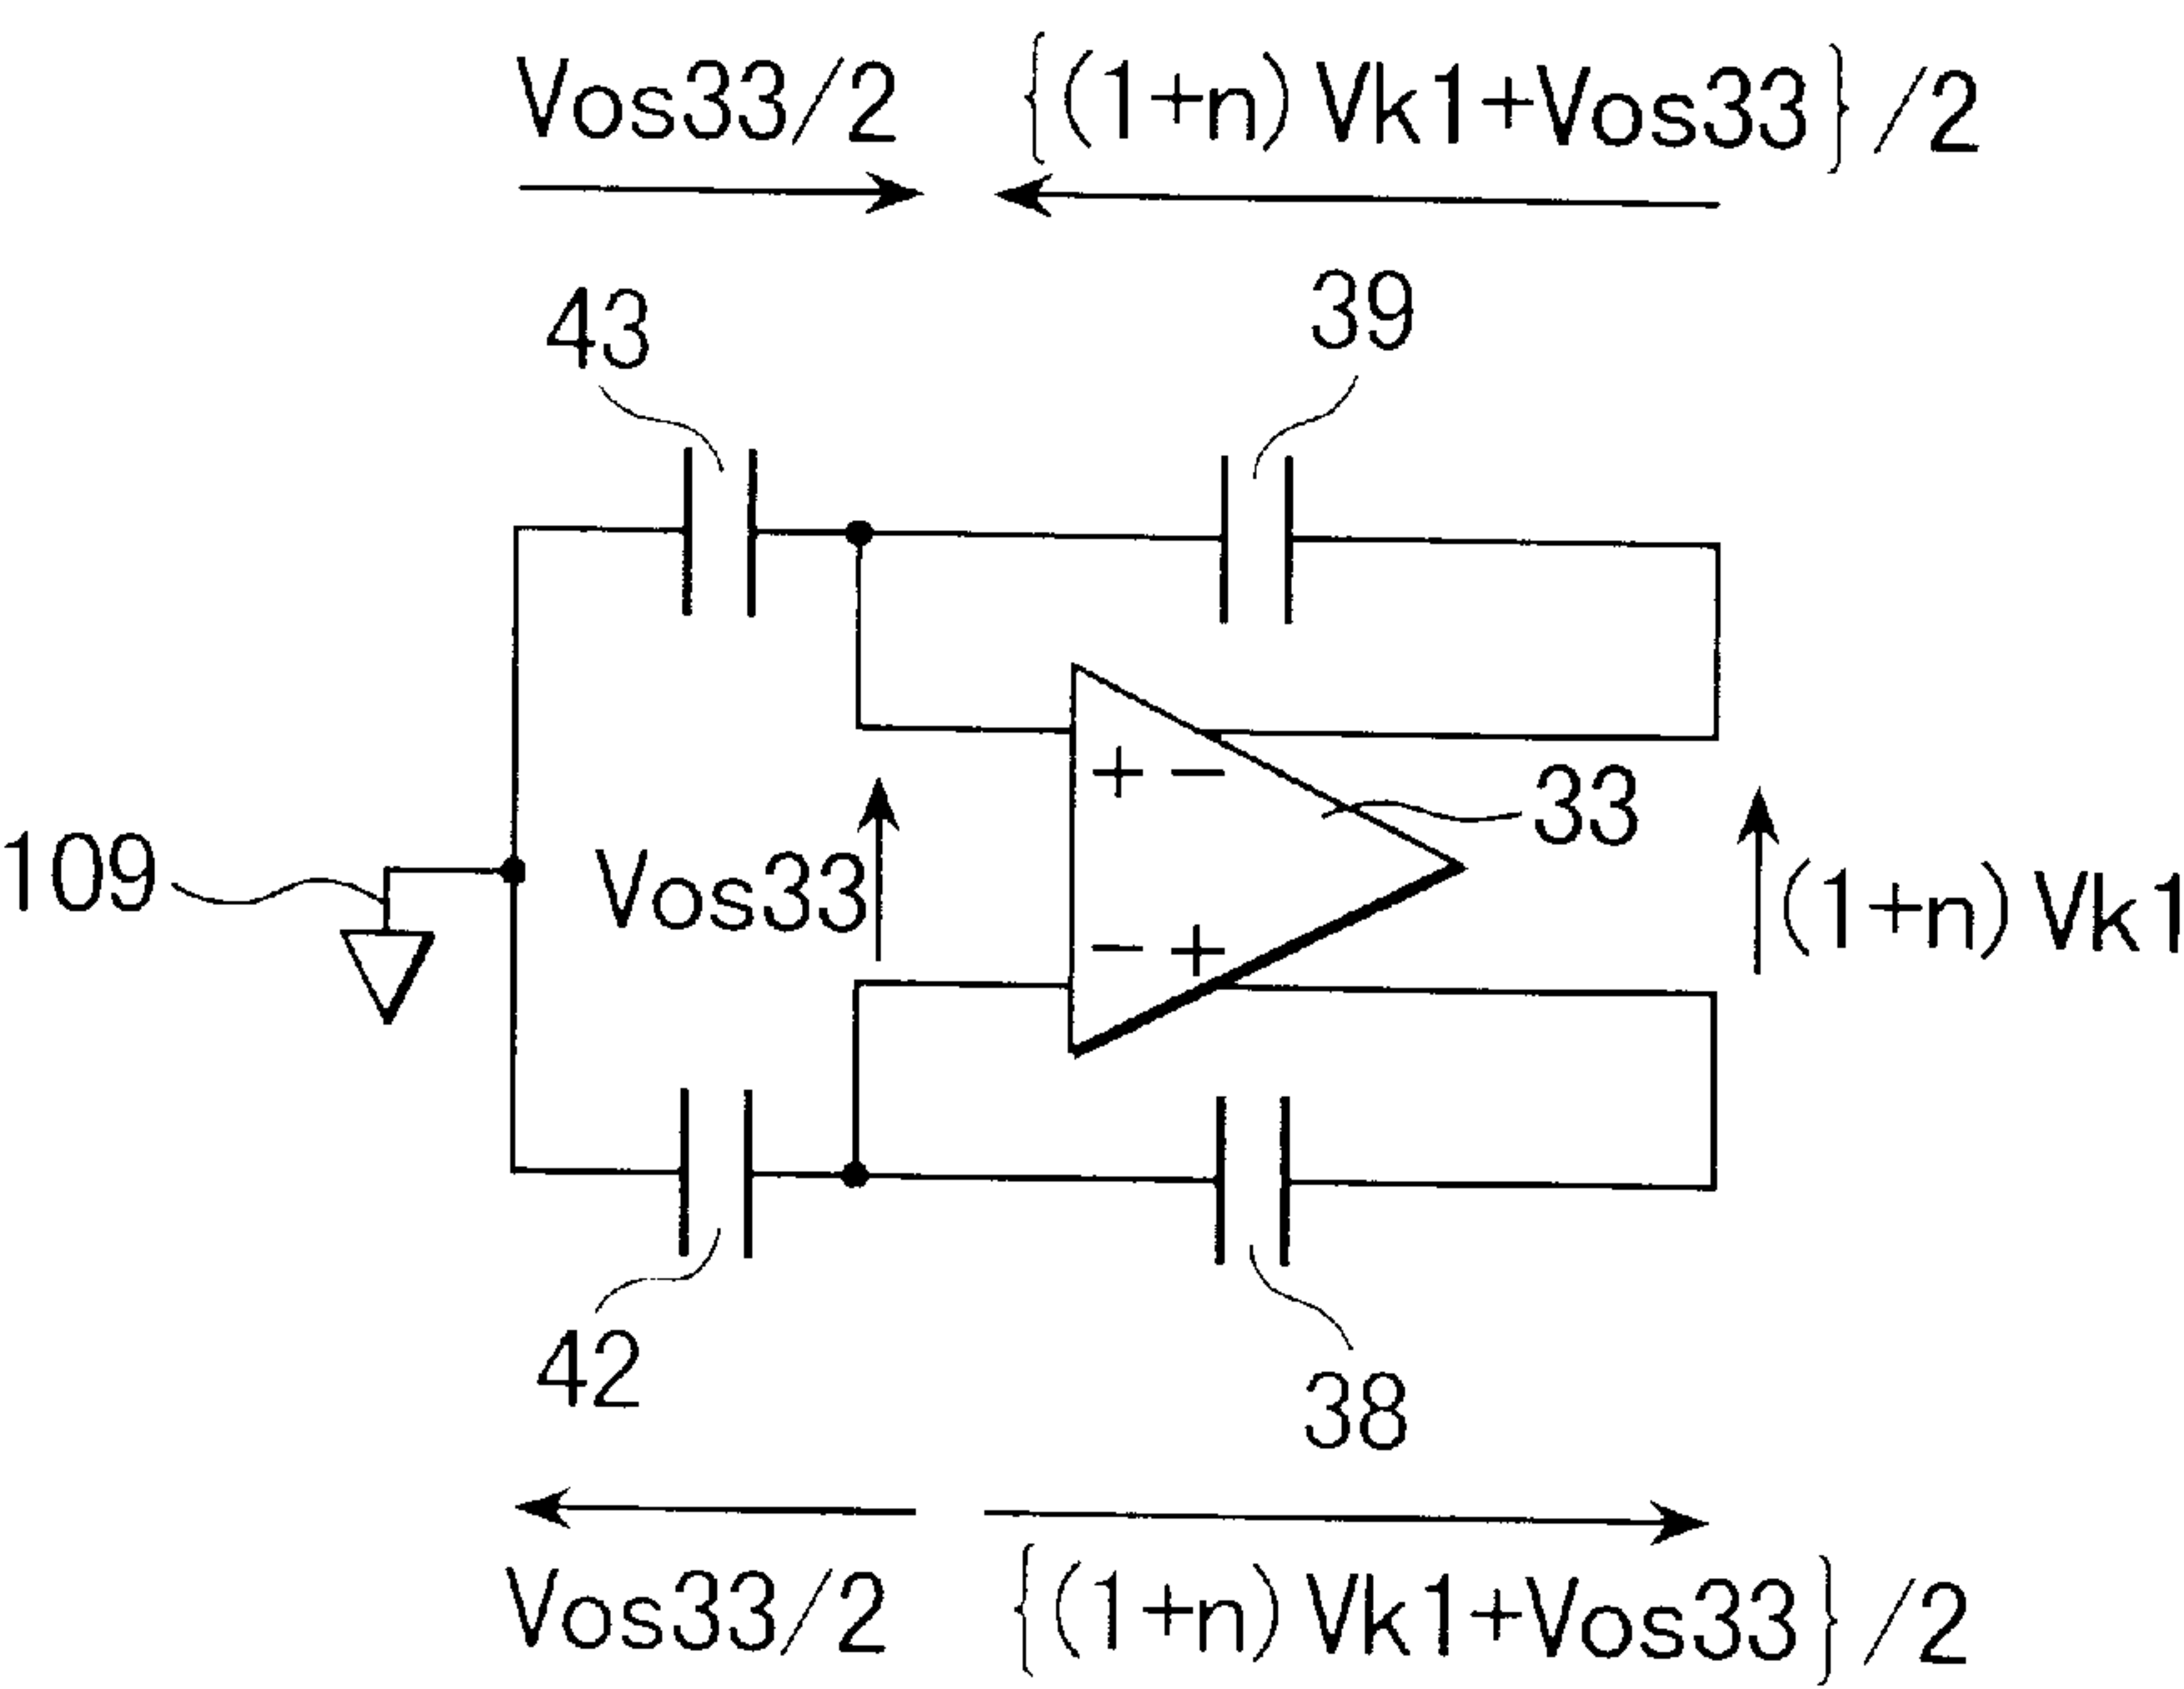 Vos33/2 {(1+n)Vk1+Vos33}/2
43 39
+ −
33
109 Vos33 (1+n)Vk1
− +
42 38
Vos33/2 {(1+n)Vk1+Vos33}/2